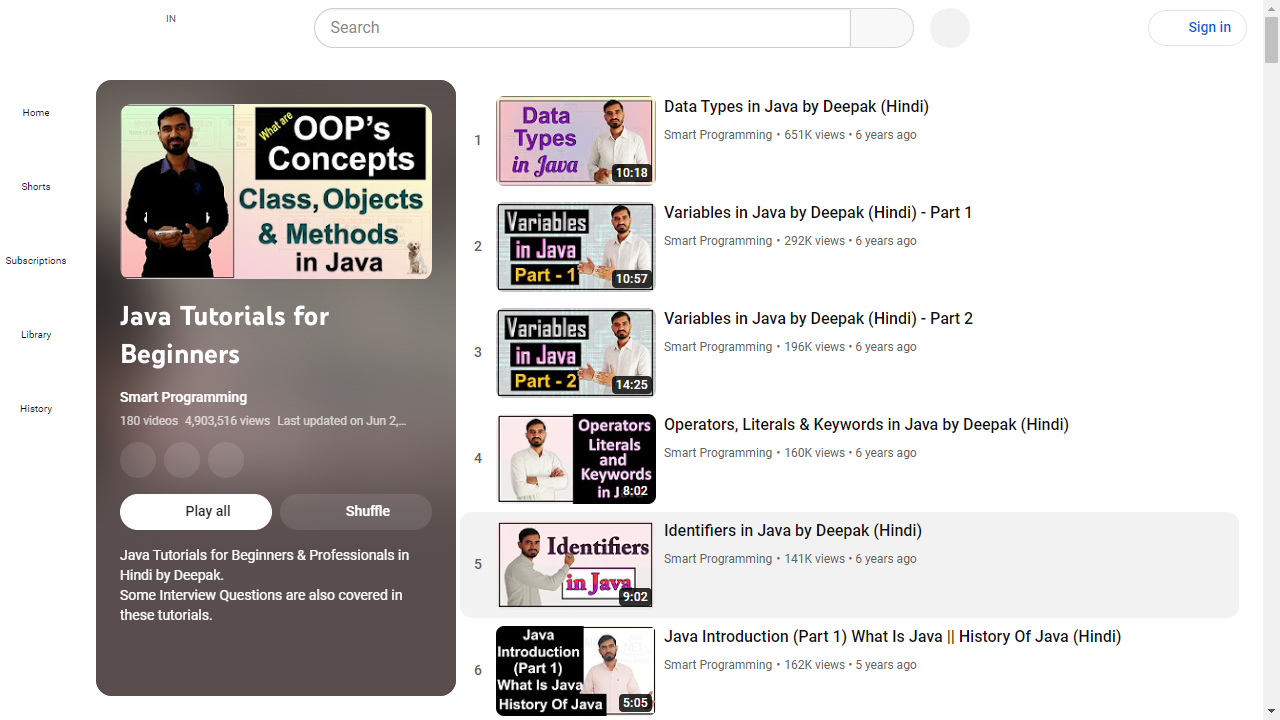 IN
Search
Sign in
Home
Shorts
Subscriptions
Library
History
What are
OOP's
Concepts
Class, Objects
& Methods
in Java
Java Tutorials for
Beginners
Smart Programming
180 videos 4,903,516 views Last updated on Jun 2,...
Play all
Shuffle
Java Tutorials for Beginners & Professionals in
Hindi by Deepak.
Some Interview Questions are also covered in
these tutorials.
1
Data
Types
in Java
10:18
Data Types in Java by Deepak (Hindi)
Smart Programming • 651K views • 6 years ago
2
Variables
in Java
Part - 1
10:57
Variables in Java by Deepak (Hindi) - Part 1
Smart Programming • 292K views • 6 years ago
3
Variables
in Java
Part - 2
14:25
Variables in Java by Deepak (Hindi) - Part 2
Smart Programming • 196K views • 6 years ago
4
Operators
Literals
and
Keywords
in J
8:02
Operators, Literals & Keywords in Java by Deepak (Hindi)
Smart Programming • 160K views • 6 years ago
5
Identifiers
in Java
9:02
Identifiers in Java by Deepak (Hindi)
Smart Programming • 141K views • 6 years ago
6
Java
Introduction
(Part 1)
What Is Java
History Of Java
5:05
Java Introduction (Part 1) What Is Java || History Of Java (Hindi)
Smart Programming • 162K views • 5 years ago